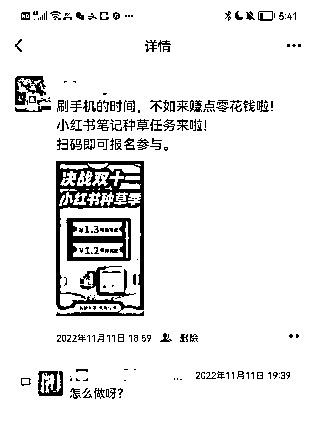 5:41
详情
刷手机的时间，不如来赚点零花钱啦！
小红书笔记种草任务来啦！
扫码即可报名参与。
决战双十一
小红书种草季
¥1.3
¥1.2
2022年11月11日 18:59 删除
2022年11月11日 19:39
怎么做呀？